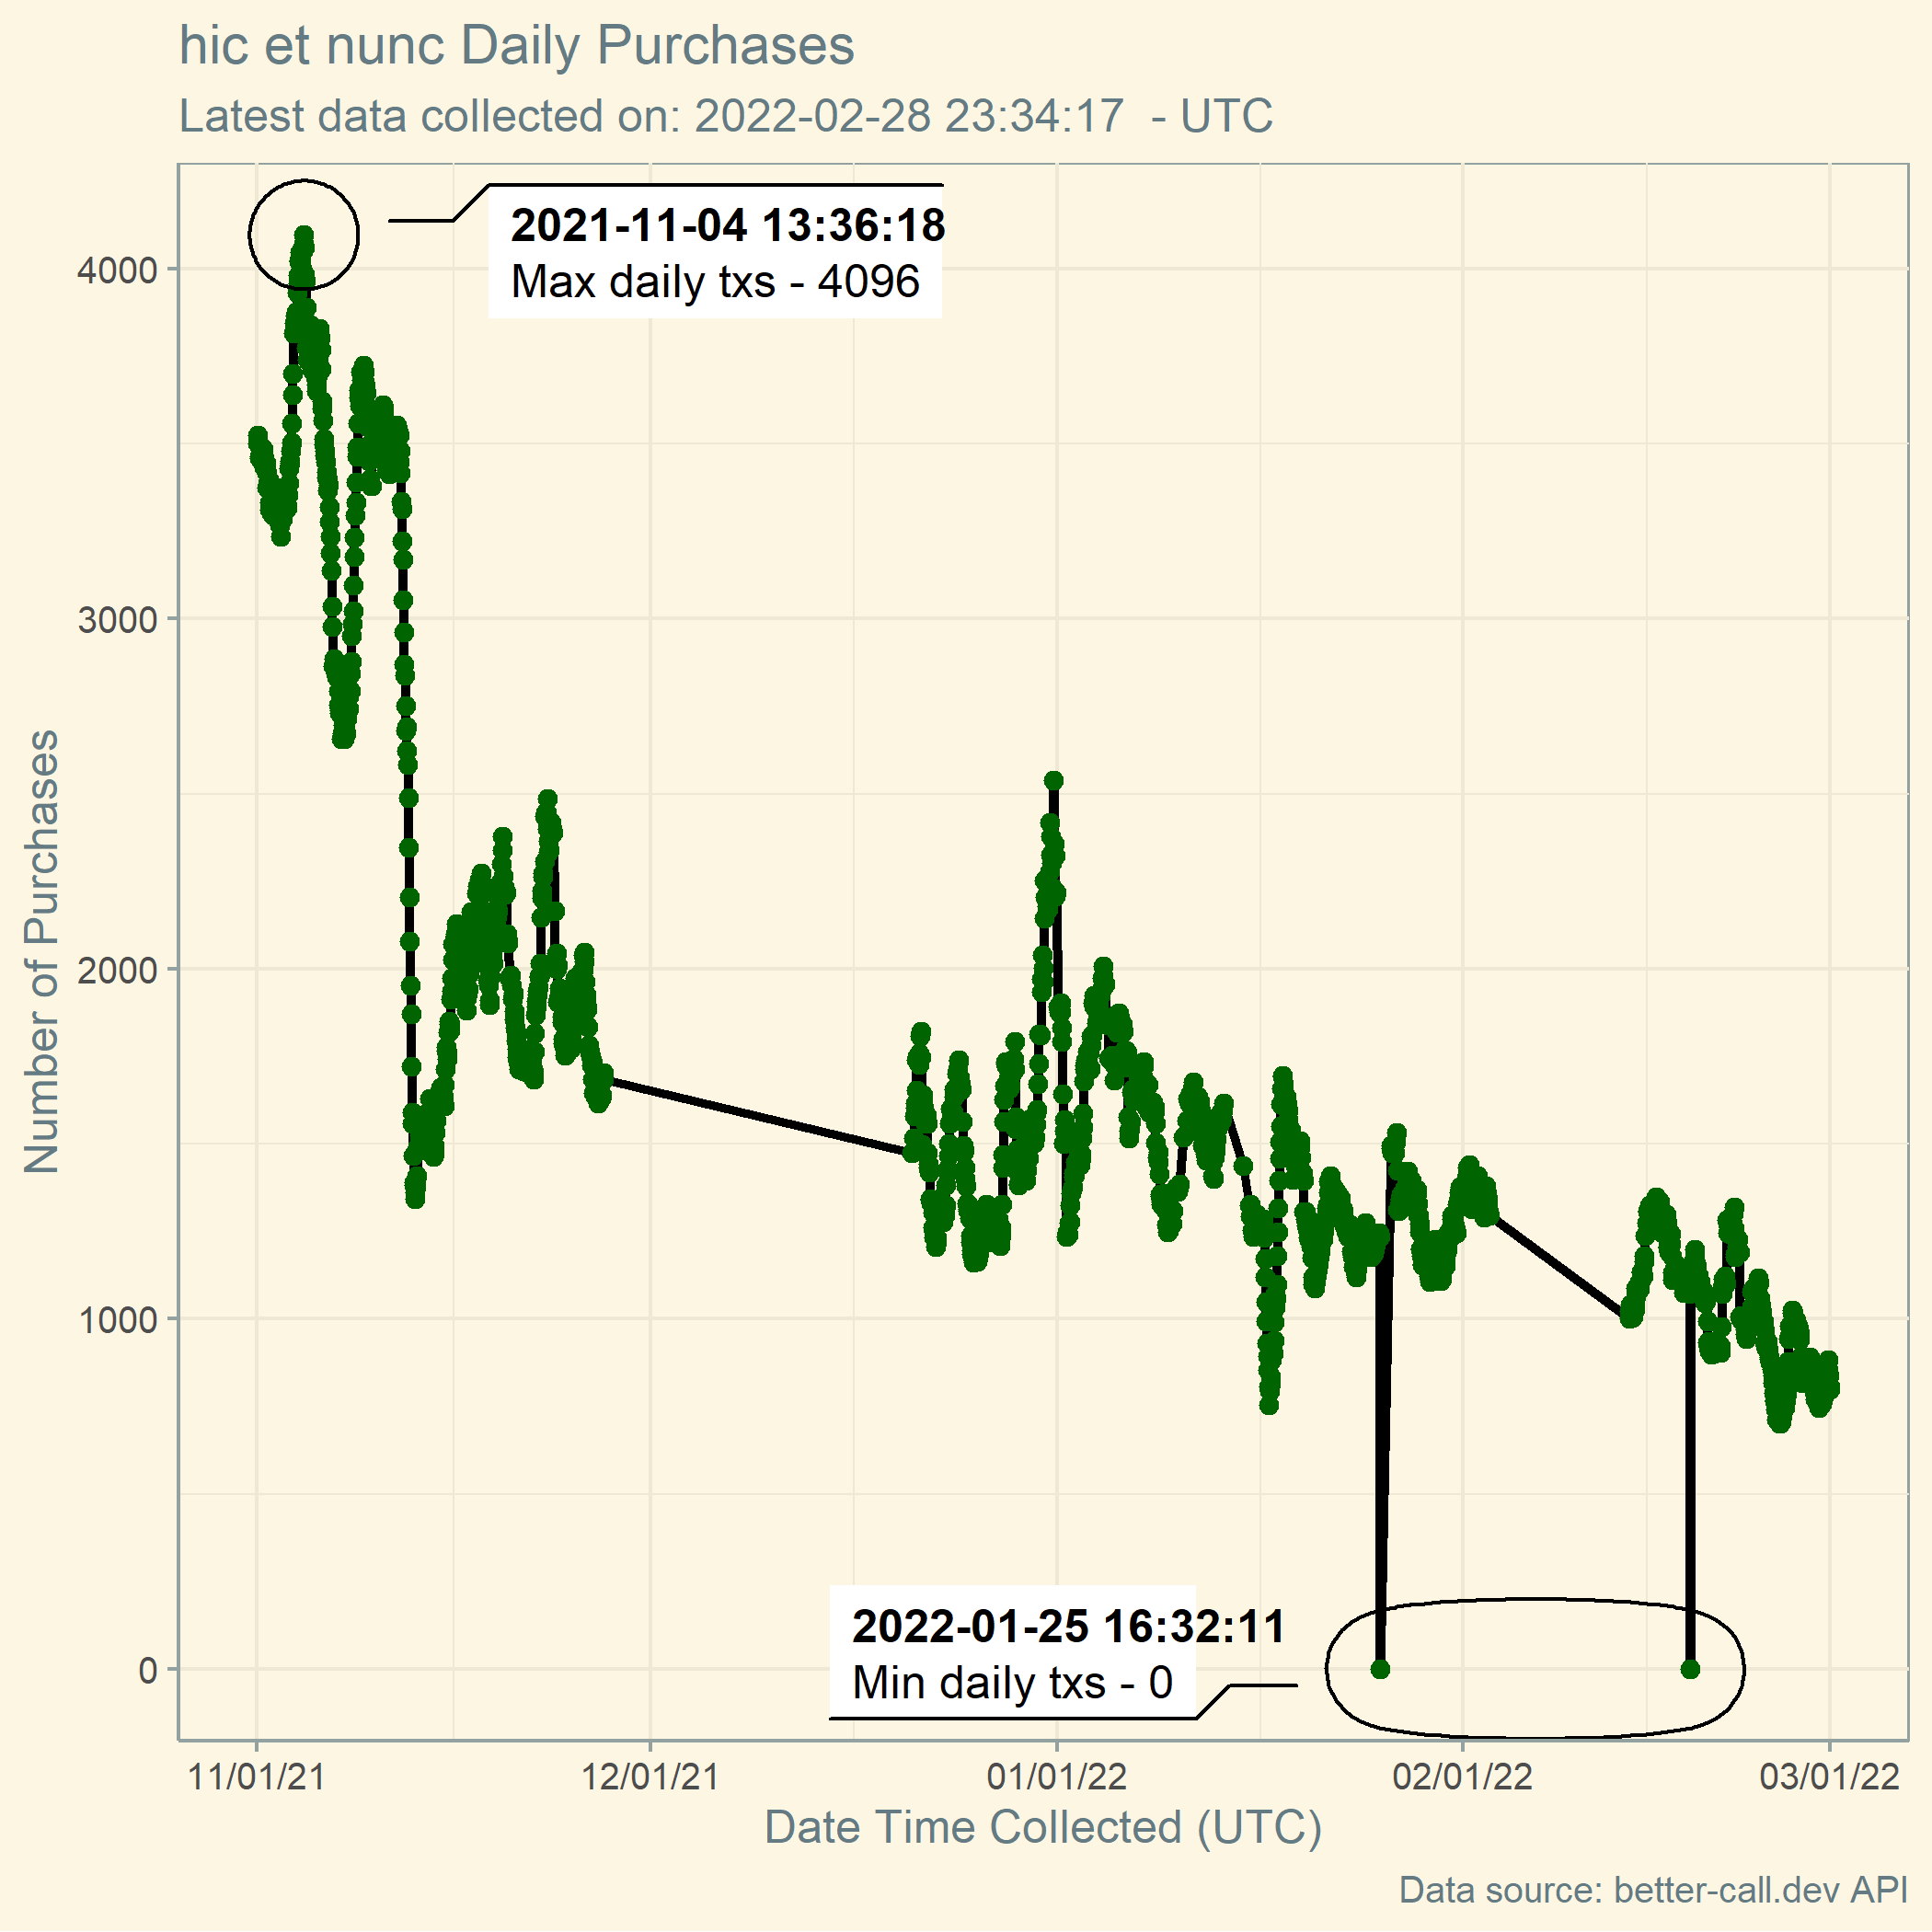 hic et nunc Daily Purchases
Latest data collected on: 2022-02-28 23:34:17  - UTC
2021-11-04 13:36:18
Max daily txs - 4096
4000
3000
2000
1000
0
Number of Purchases
2022-01-25 16:32:11
Min daily txs - 0
11/01/21 12/01/21 01/01/22 02/01/22 03/01/22
Date Time Collected (UTC)
Data source: better-call.dev API